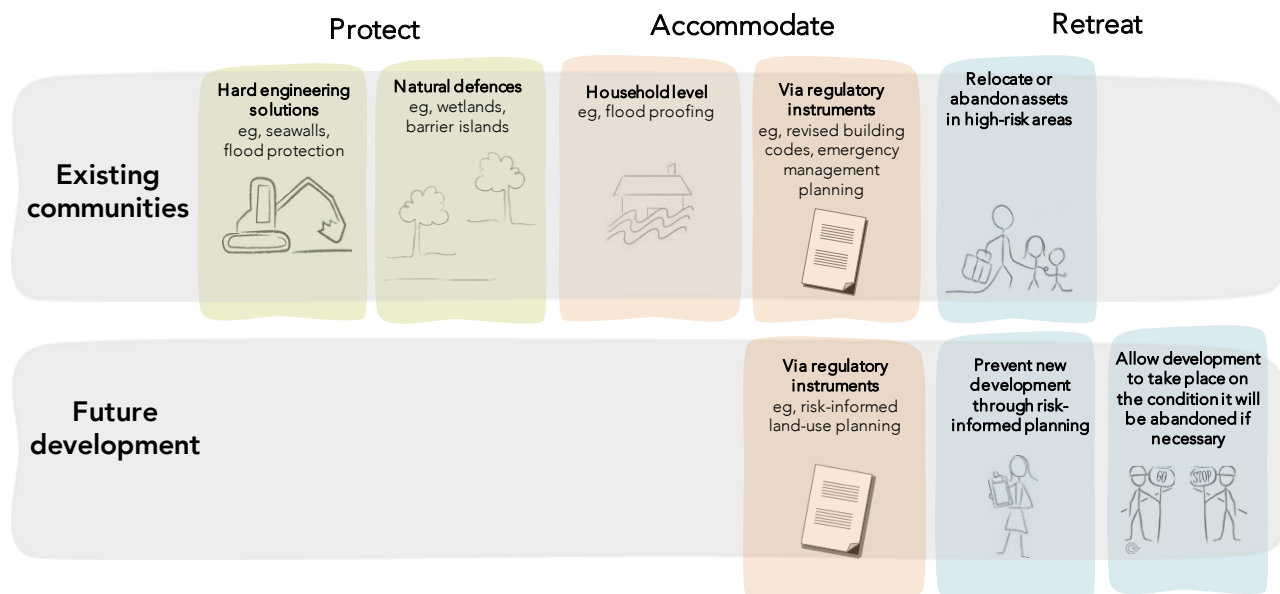 Protect
Accommodate
Retreat
Existing
communities
Hard engineering
solutions
eg, seawalls,
flood protection
Natural defences
eg, wetlands,
barrier islands
Household level
eg, flood proofing
Via regulatory
instruments
eg, revised building
codes, emergency
management
planning
Relocate or
abandon assets
in high-risk areas
Future
development
Via regulatory
instruments
eg, risk-informed
land-use planning
Prevent new
development
through risk-
informed planning
Allow development
to take place on
the condition it will
be abandoned if
necessary
GO
STOP